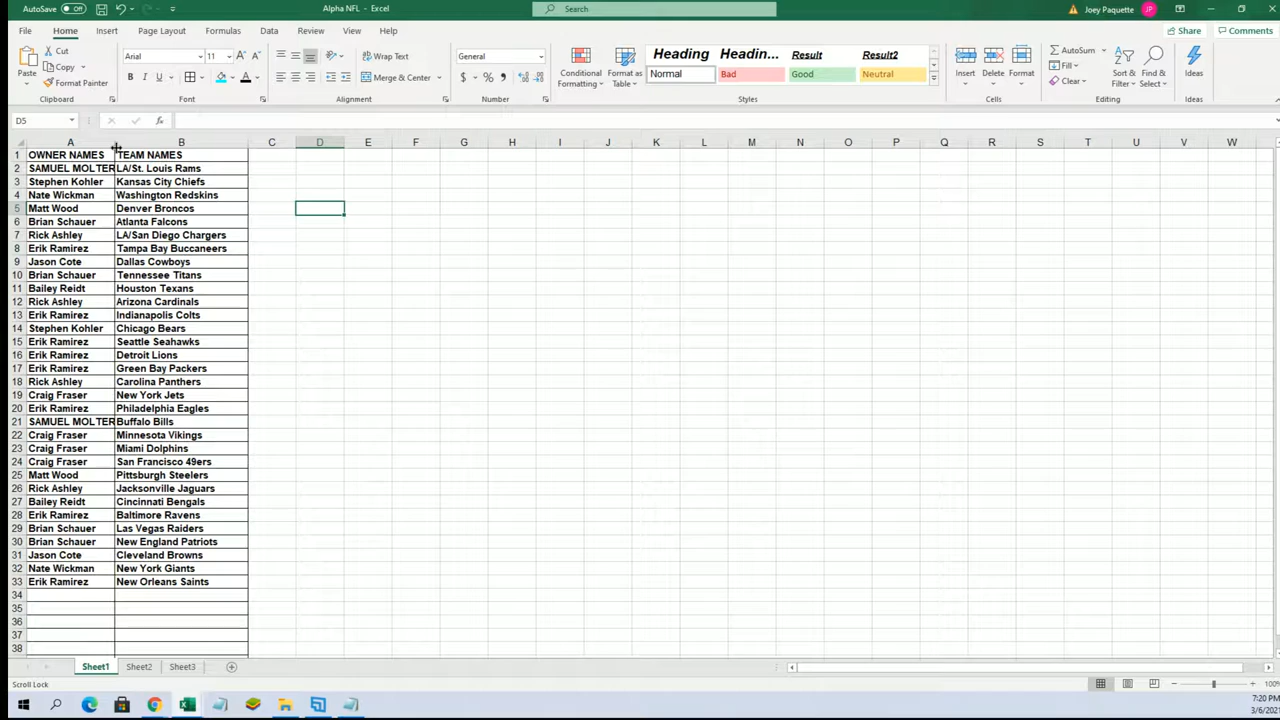 AutoSave Off Alpha NFL - Excel Search Joey Paquette JP
File Home Insert Page Layout Formulas Data Review View Help Share Comments
Paste Cut Copy Format Painter Clipboard
Arial 11 B I U A A A Font
Wrap Text Merge & Center Alignment
General $ % , Number
Conditional Formatting Format as Table
Heading Headin... Result Result2
Normal Bad Good Neutral
Styles
Insert Delete Format Cells
AutoSum Fill Clear Sort & Filter Find & Select Editing
Ideas Ideas
D5 fx
A B C D E F G H I J K L M N O P Q R S T U V W
1 OWNER NAMES TEAM NAMES
2 SAMUEL MOLTER LA/St. Louis Rams
3 Stephen Kohler Kansas City Chiefs
4 Nate Wickman Washington Redskins
5 Matt Wood Denver Broncos
6 Brian Schauer Atlanta Falcons
7 Rick Ashley LA/San Diego Chargers
8 Erik Ramirez Tampa Bay Buccaneers
9 Jason Cote Dallas Cowboys
10 Brian Schauer Tennessee Titans
11 Bailey Reidt Houston Texans
12 Rick Ashley Arizona Cardinals
13 Erik Ramirez Indianapolis Colts
14 Stephen Kohler Chicago Bears
15 Erik Ramirez Seattle Seahawks
16 Erik Ramirez Detroit Lions
17 Erik Ramirez Green Bay Packers
18 Rick Ashley Carolina Panthers
19 Craig Fraser New York Jets
20 Erik Ramirez Philadelphia Eagles
21 SAMUEL MOLTER Buffalo Bills
22 Craig Fraser Minnesota Vikings
23 Craig Fraser Miami Dolphins
24 Craig Fraser San Francisco 49ers
25 Matt Wood Pittsburgh Steelers
26 Rick Ashley Jacksonville Jaguars
27 Bailey Reidt Cincinnati Bengals
28 Erik Ramirez Baltimore Ravens
29 Brian Schauer Las Vegas Raiders
30 Brian Schauer New England Patriots
31 Jason Cote Cleveland Browns
32 Nate Wickman New York Giants
33 Erik Ramirez New Orleans Saints
34
35
36
37
38
Sheet1 Sheet2 Sheet3
Scroll Lock 100%
7:20 PM
3/6/2021